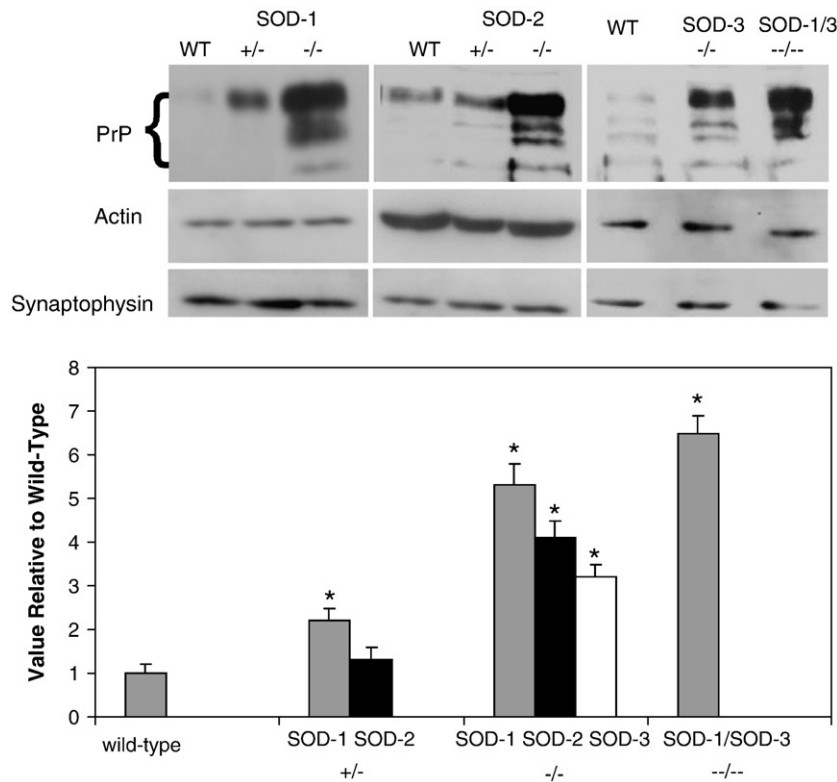 SOD-1 SOD-2 SOD-3 SOD-1/3
WT +/- -/- WT +/- -/- WT -/- --/--
PrP {
Actin
Synaptophysin
8
7
6
5
4
3
2
1
0
Value Relative to Wild-Type
* * * * *
wild-type SOD-1 SOD-2 SOD-1 SOD-2 SOD-3 SOD-1/SOD-3
+/- -/- --/--